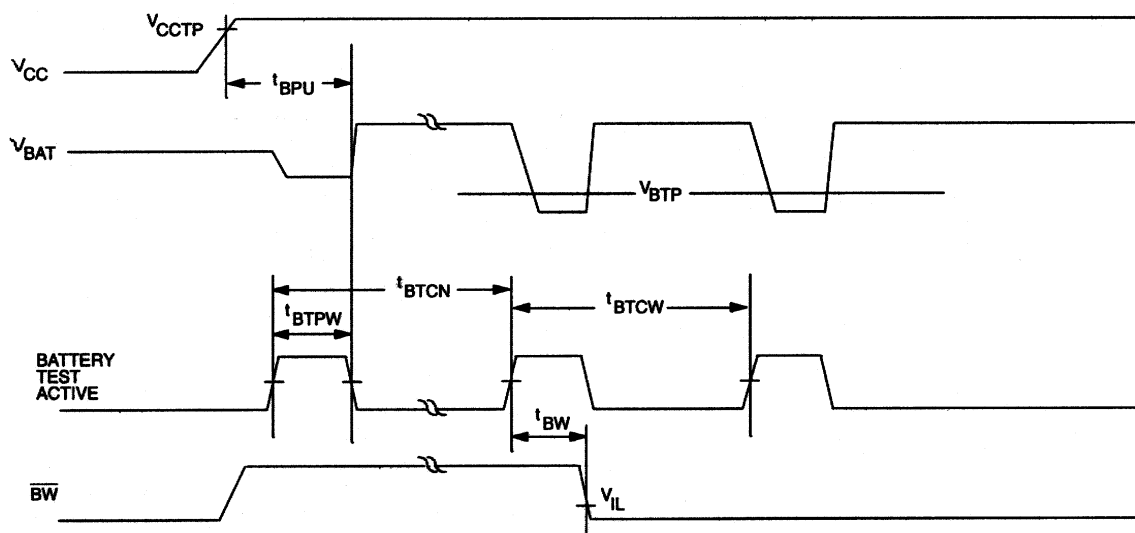 VCCTP
VCC
tBPU
VBAT
VBTP
tBTCN
tBTCW
tBTPW
BATTERY
TEST
ACTIVE
tBW
BW
VIL